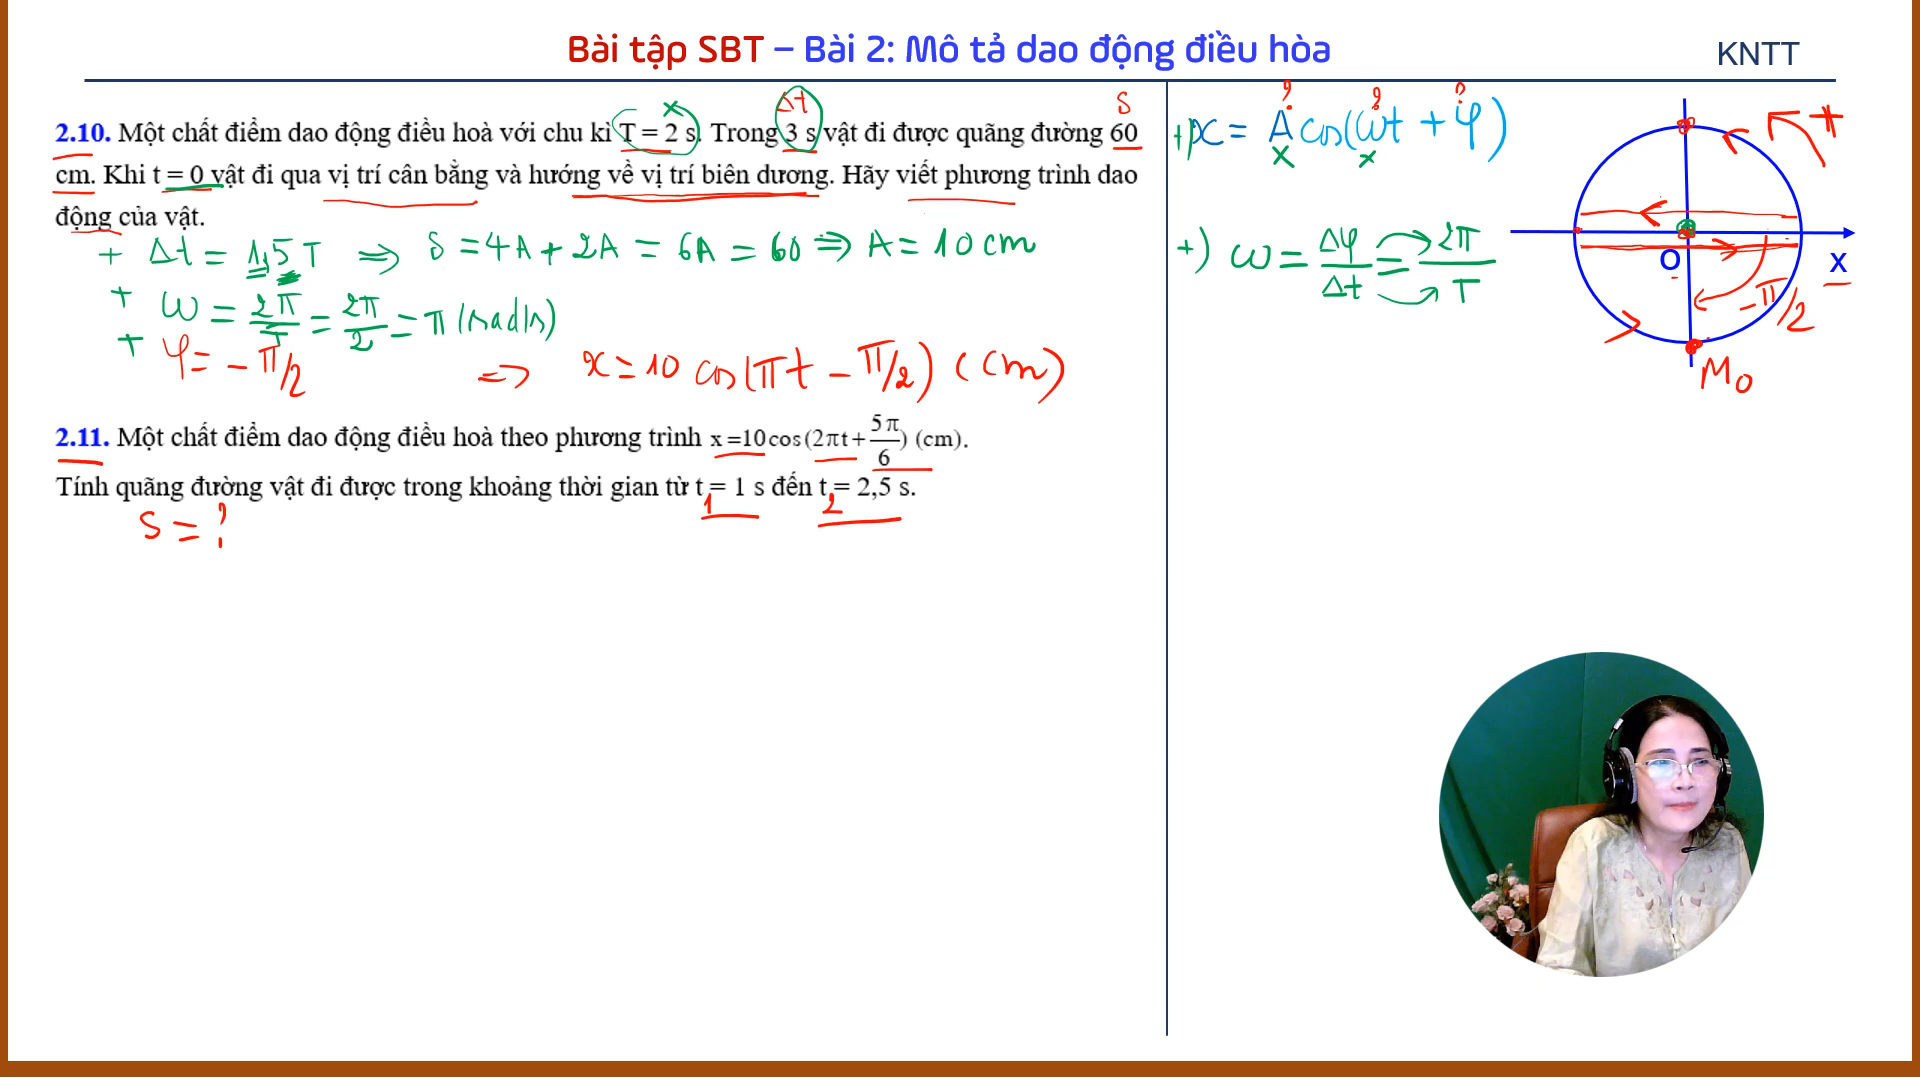 Bài tập SBT – Bài 2: Mô tả dao động điều hòa
KNTT
x Δt S
2.10. Một chất điểm dao động điều hoà với chu kì T = 2 s. Trong 3 s vật đi được quãng đường 60
cm. Khi t = 0 vật đi qua vị trí cân bằng và hướng về vị trí biên dương. Hãy viết phương trình dao
động của vật.
+ Δt = 1,5 T => S = 4A + 2A = 6A = 60 => A = 10 cm
+ ω = 2π/T = 2π/2 = π (rad/s)
+ φ = - π/2 => x = 10 cos(πt - π/2) (cm)
2.11. Một chất điểm dao động điều hoà theo phương trình x =10cos(2πt+5π/6) (cm).
Tính quãng đường vật đi được trong khoảng thời gian từ t1 = 1 s đến t2 = 2,5 s.
S = ?
? ? ?
+) x = A cos(ωt + φ)
x x
+) ω = Δφ/Δt = 2π/T
+
O
x
-π/2
M0